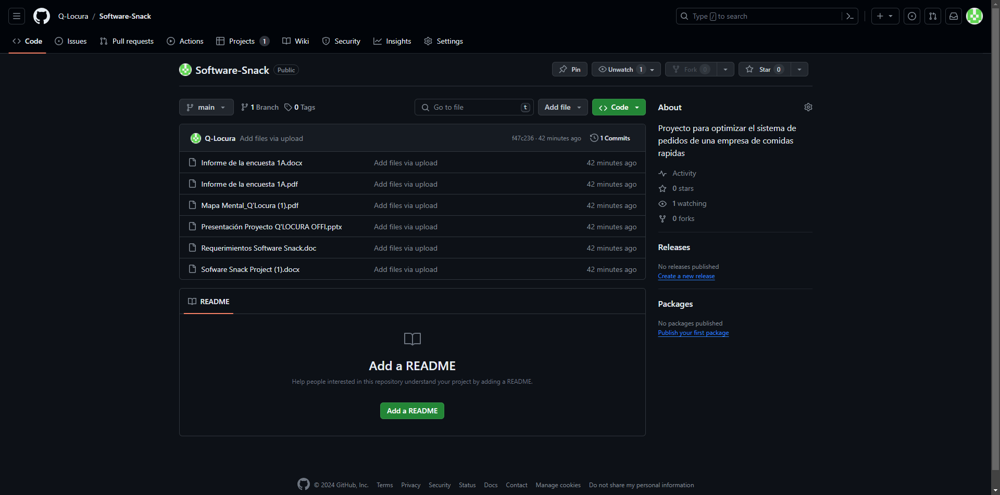 Q-Locura / Software-Snack
Type / to search
Code Issues Pull requests Actions Projects 1 Wiki Security Insights Settings
Software-Snack Public
Pin Unwatch 1 Fork 0 Star 0
main 1 Branch 0 Tags Go to file t Add file Code
Q-Locura Add files via upload f47c236 · 42 minutes ago 1 Commits
Informe de la encuesta 1A.docx Add files via upload 42 minutes ago
Informe de la encuesta 1A.pdf Add files via upload 42 minutes ago
Mapa Mental_Q'Locura (1).pdf Add files via upload 42 minutes ago
Presentación Proyecto Q'LOCURA OFFI.pptx Add files via upload 42 minutes ago
Requerimientos Software Snack.doc Add files via upload 42 minutes ago
Sofware Snack Project (1).docx Add files via upload 42 minutes ago
README
Add a README
Help people interested in this repository understand your project by adding a README.
Add a README
About
Proyecto para optimizar el sistema de
pedidos de una empresa de comidas
rapidas
Activity
0 stars
1 watching
0 forks
Releases
No releases published
Create a new release
Packages
No packages published
Publish your first package
© 2024 GitHub, Inc. Terms Privacy Security Status Docs Contact Manage cookies Do not share my personal information